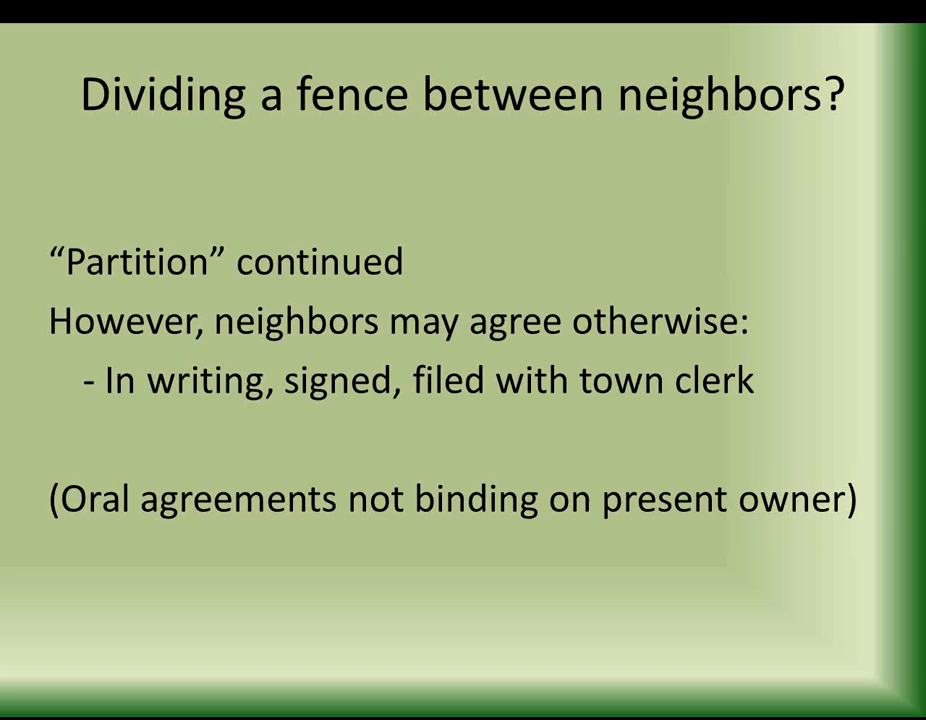 Dividing a fence between neighbors?
“Partition” continued
However, neighbors may agree otherwise:
- In writing, signed, filed with town clerk
(Oral agreements not binding on present owner)